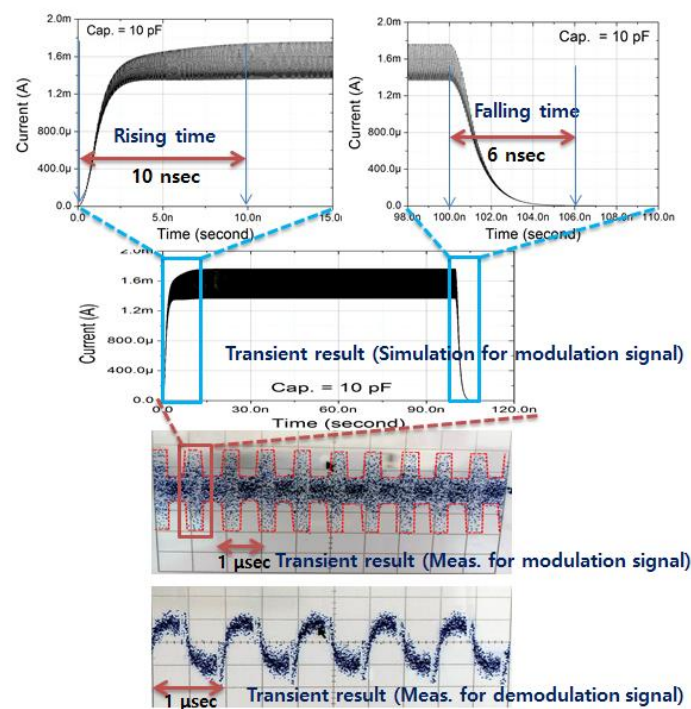 2.0m
1.6m
1.2m
800.0µ
400.0µ
0.0
Current (A)
Cap. = 10 pF
Rising time
10 nsec
0.0
5.0n
10.0n
15.0n
Time (second)
2.0m
1.6m
1.2m
800.0µ
400.0µ
0.0
Current (A)
Cap. = 10 pF
Falling time
6 nsec
98.0n
100.0n
102.0n
104.0n
106.0n
108.0n
110.0n
Time (second)
2.0m
1.6m
1.2m
800.0µ
400.0µ
0.0
Current (A)
Transient result (Simulation for modulation signal)
Cap. = 10 pF
0.0
30.0n
60.0n
90.0n
120.0n
Time (second)
1 µsec
Transient result (Meas. for modulation signal)
1 µsec
Transient result (Meas. for demodulation signal)